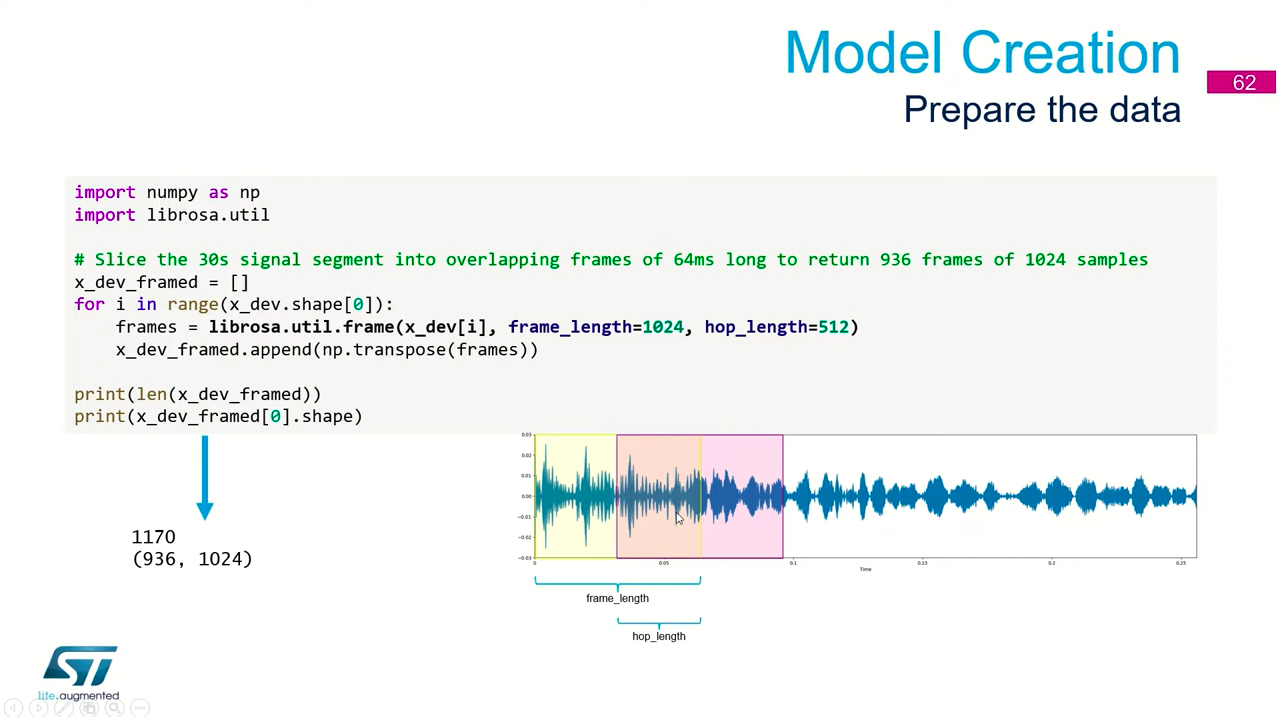 Model Creation
62
Prepare the data
import numpy as np
import librosa.util
# Slice the 30s signal segment into overlapping frames of 64ms long to return 936 frames of 1024 samples
x_dev_framed = []
for i in range(x_dev.shape[0]):
    frames = librosa.util.frame(x_dev[i], frame_length=1024, hop_length=512)
    x_dev_framed.append(np.transpose(frames))
print(len(x_dev_framed))
print(x_dev_framed[0].shape)
1170
(936, 1024)
0.03
0.02
0.01
0.00
−0.01
−0.02
−0.03
0 0.05 0.1 0.15 0.2 0.25
Time
frame_length
hop_length
ST
life.augmented